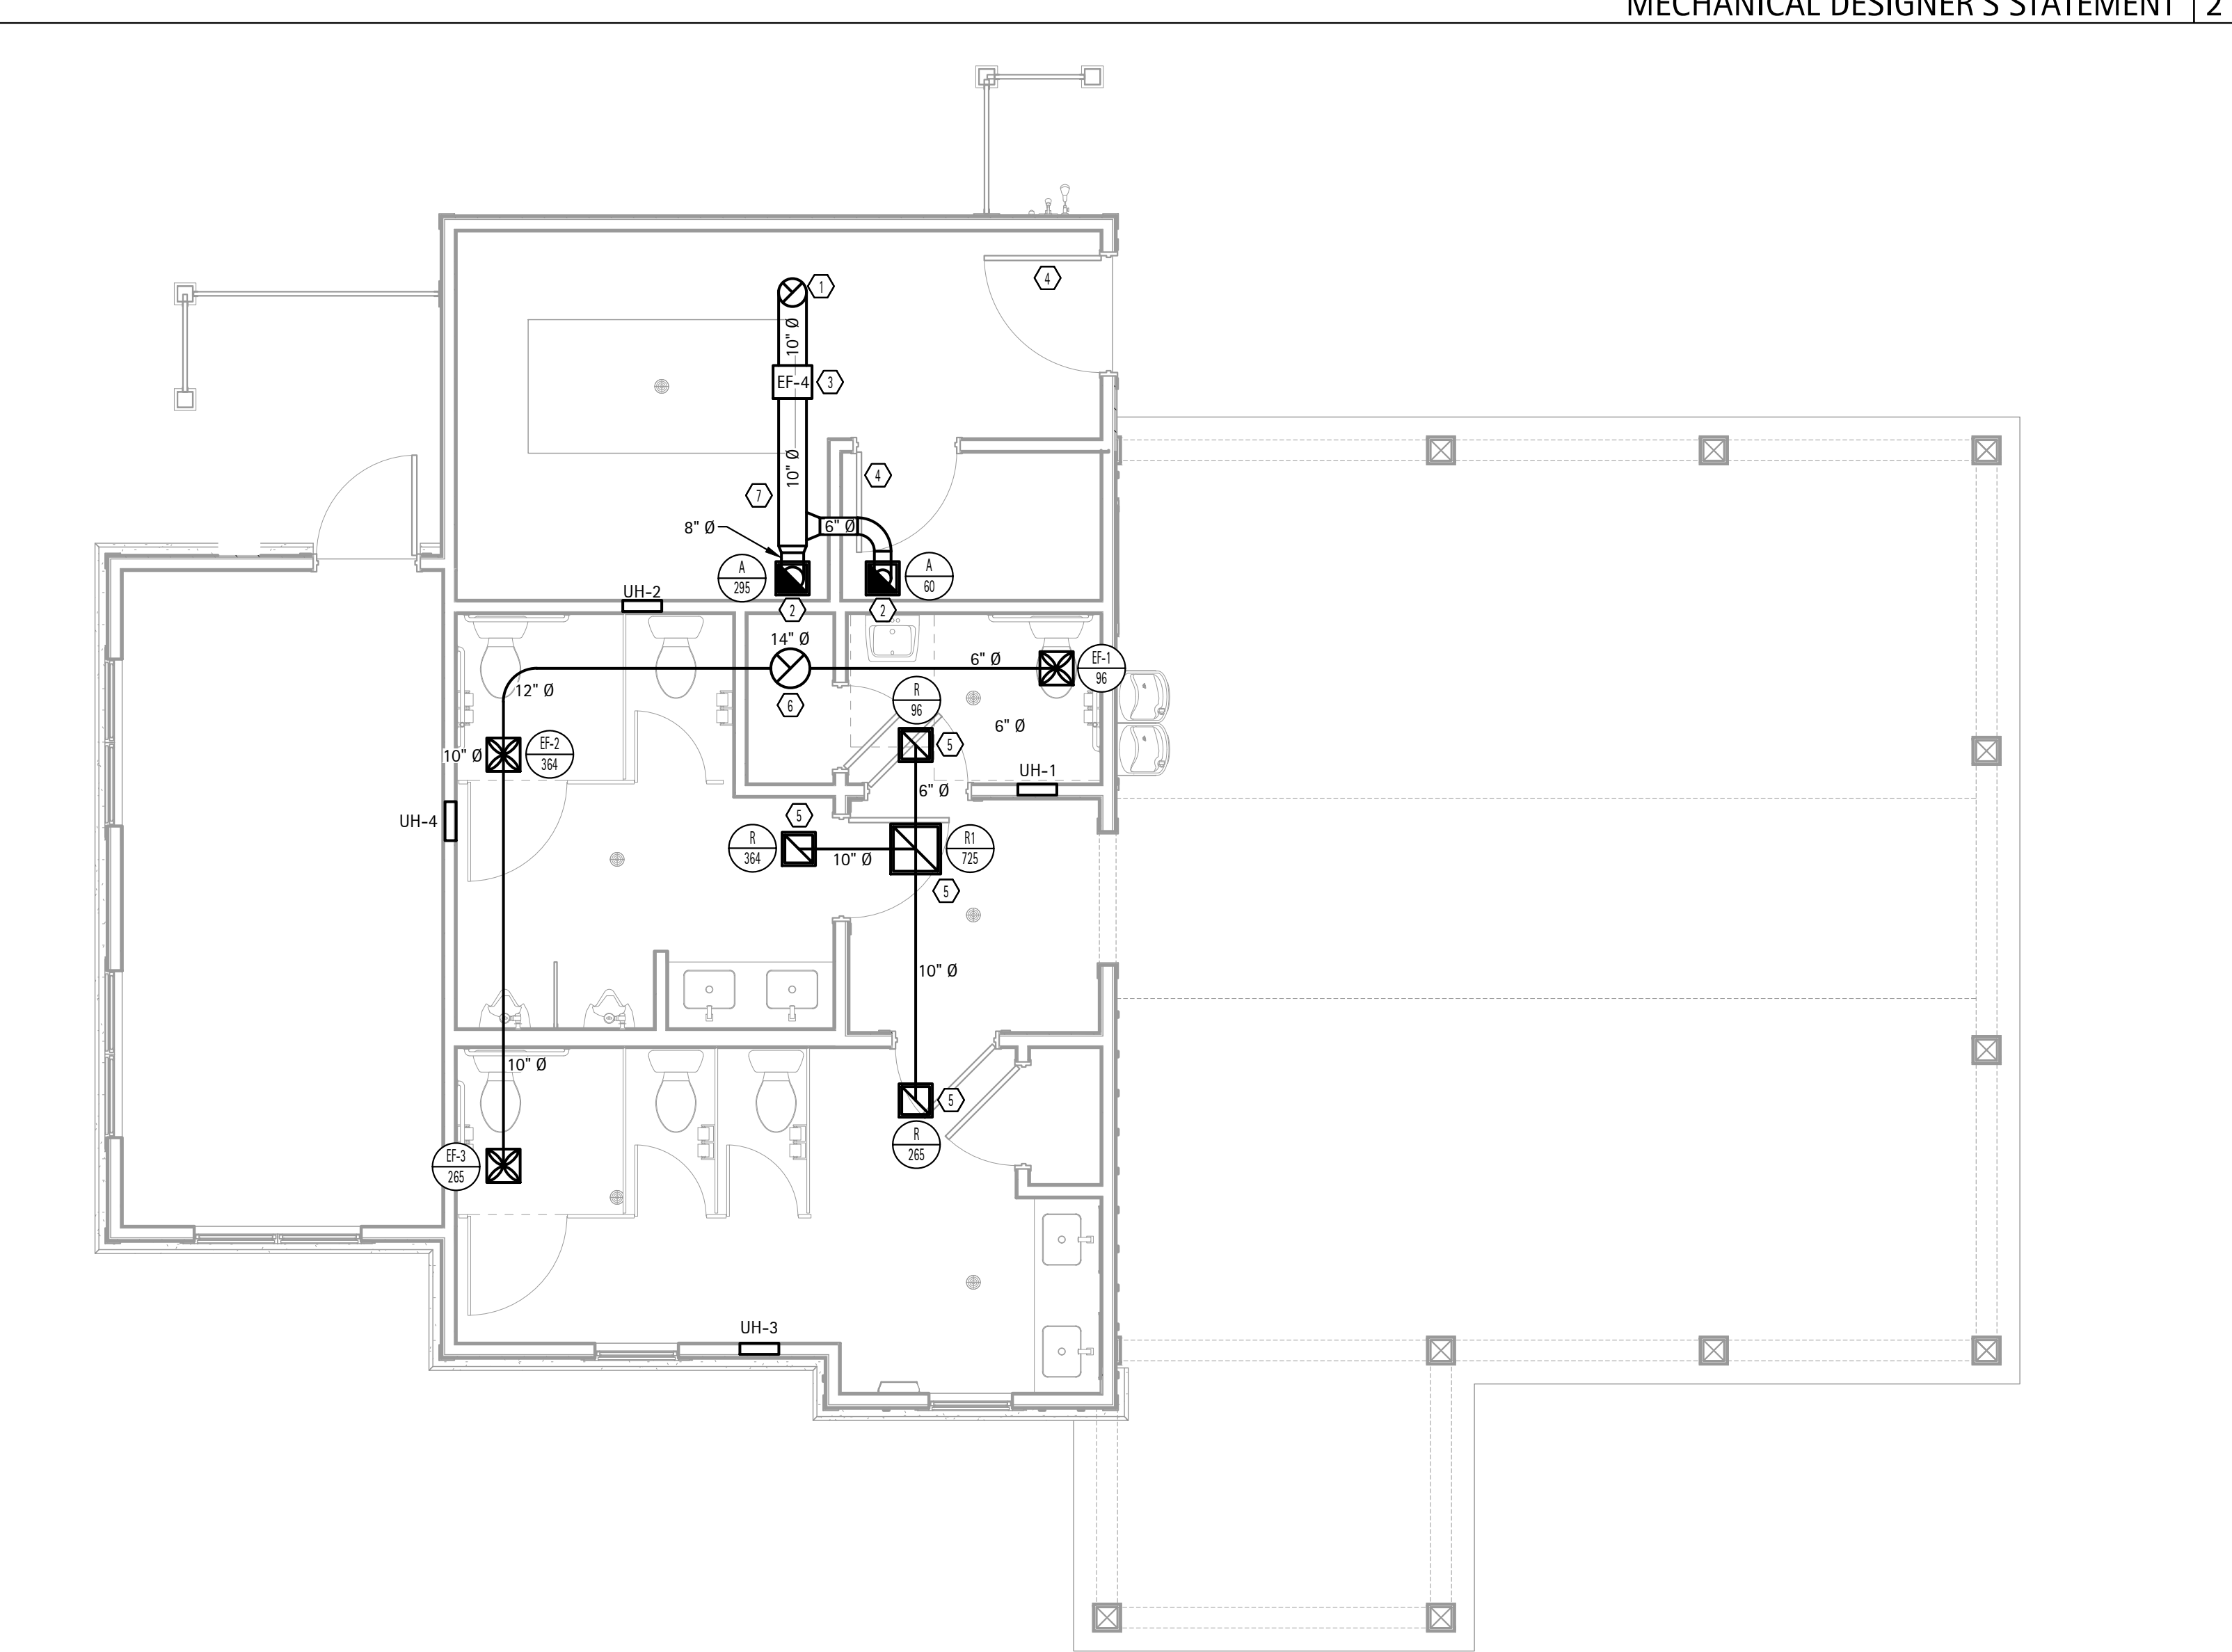 MECHANICAL DESIGNER'S STATEMENT 2
1
4
10" Ø
EF-4
3
10" Ø
4
7
8" Ø
6" Ø
A
295
A
60
UH-2
2
2
14" Ø
6" Ø
EF-1
96
12" Ø
R
96
6
6" Ø
10" Ø
EF-2
364
5
UH-1
6" Ø
UH-4
5
R
364
10" Ø
R1
725
5
10" Ø
10" Ø
5
R
265
EF-3
265
UH-3